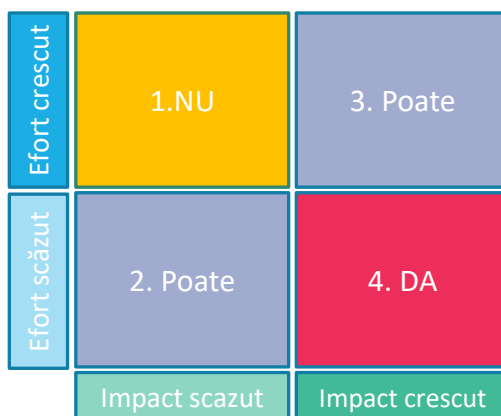 Efort crescut
1.NU
3. Poate
Efort scăzut
2. Poate
4. DA
Impact scazut
Impact crescut